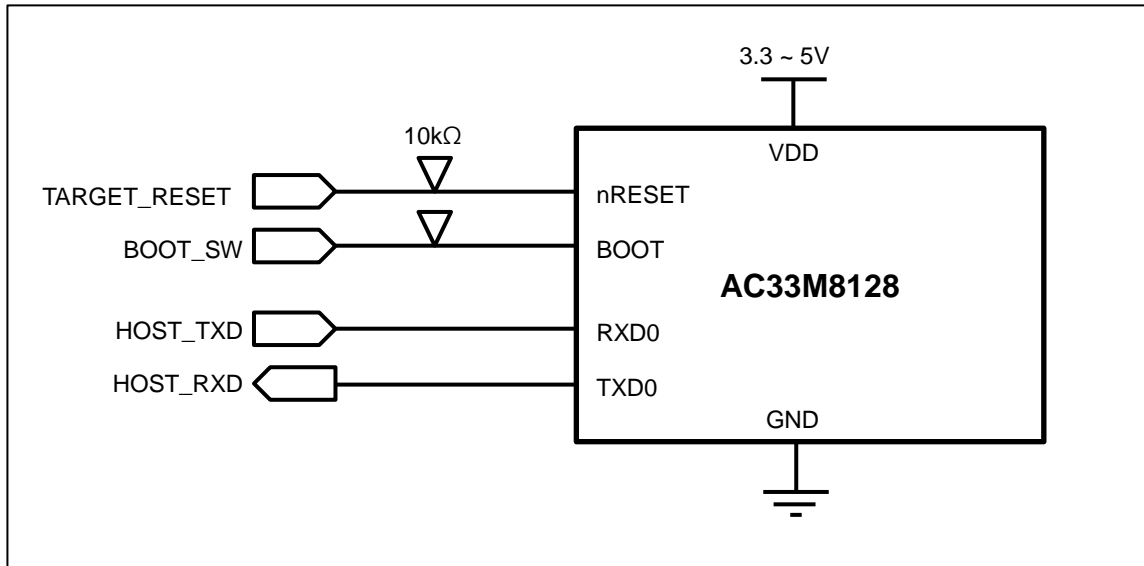 3.3 ~ 5V
10kΩ
VDD
TARGET_RESET
nRESET
BOOT_SW
BOOT
AC33M8128
HOST_TXD
RXD0
HOST_RXD
TXD0
GND